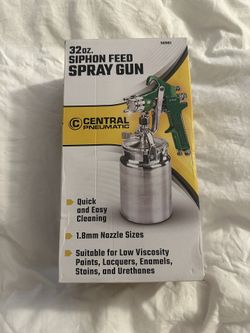 32oz.
SIPHON FEED
SPRAY GUN
C CENTRAL
PNEUMATIC
Quick
and Easy
Cleaning
1.8mm Nozzle Sizes
Suitable for Low Viscosity
Paints, Lacquers, Enamels,
Stains, and Urethanes